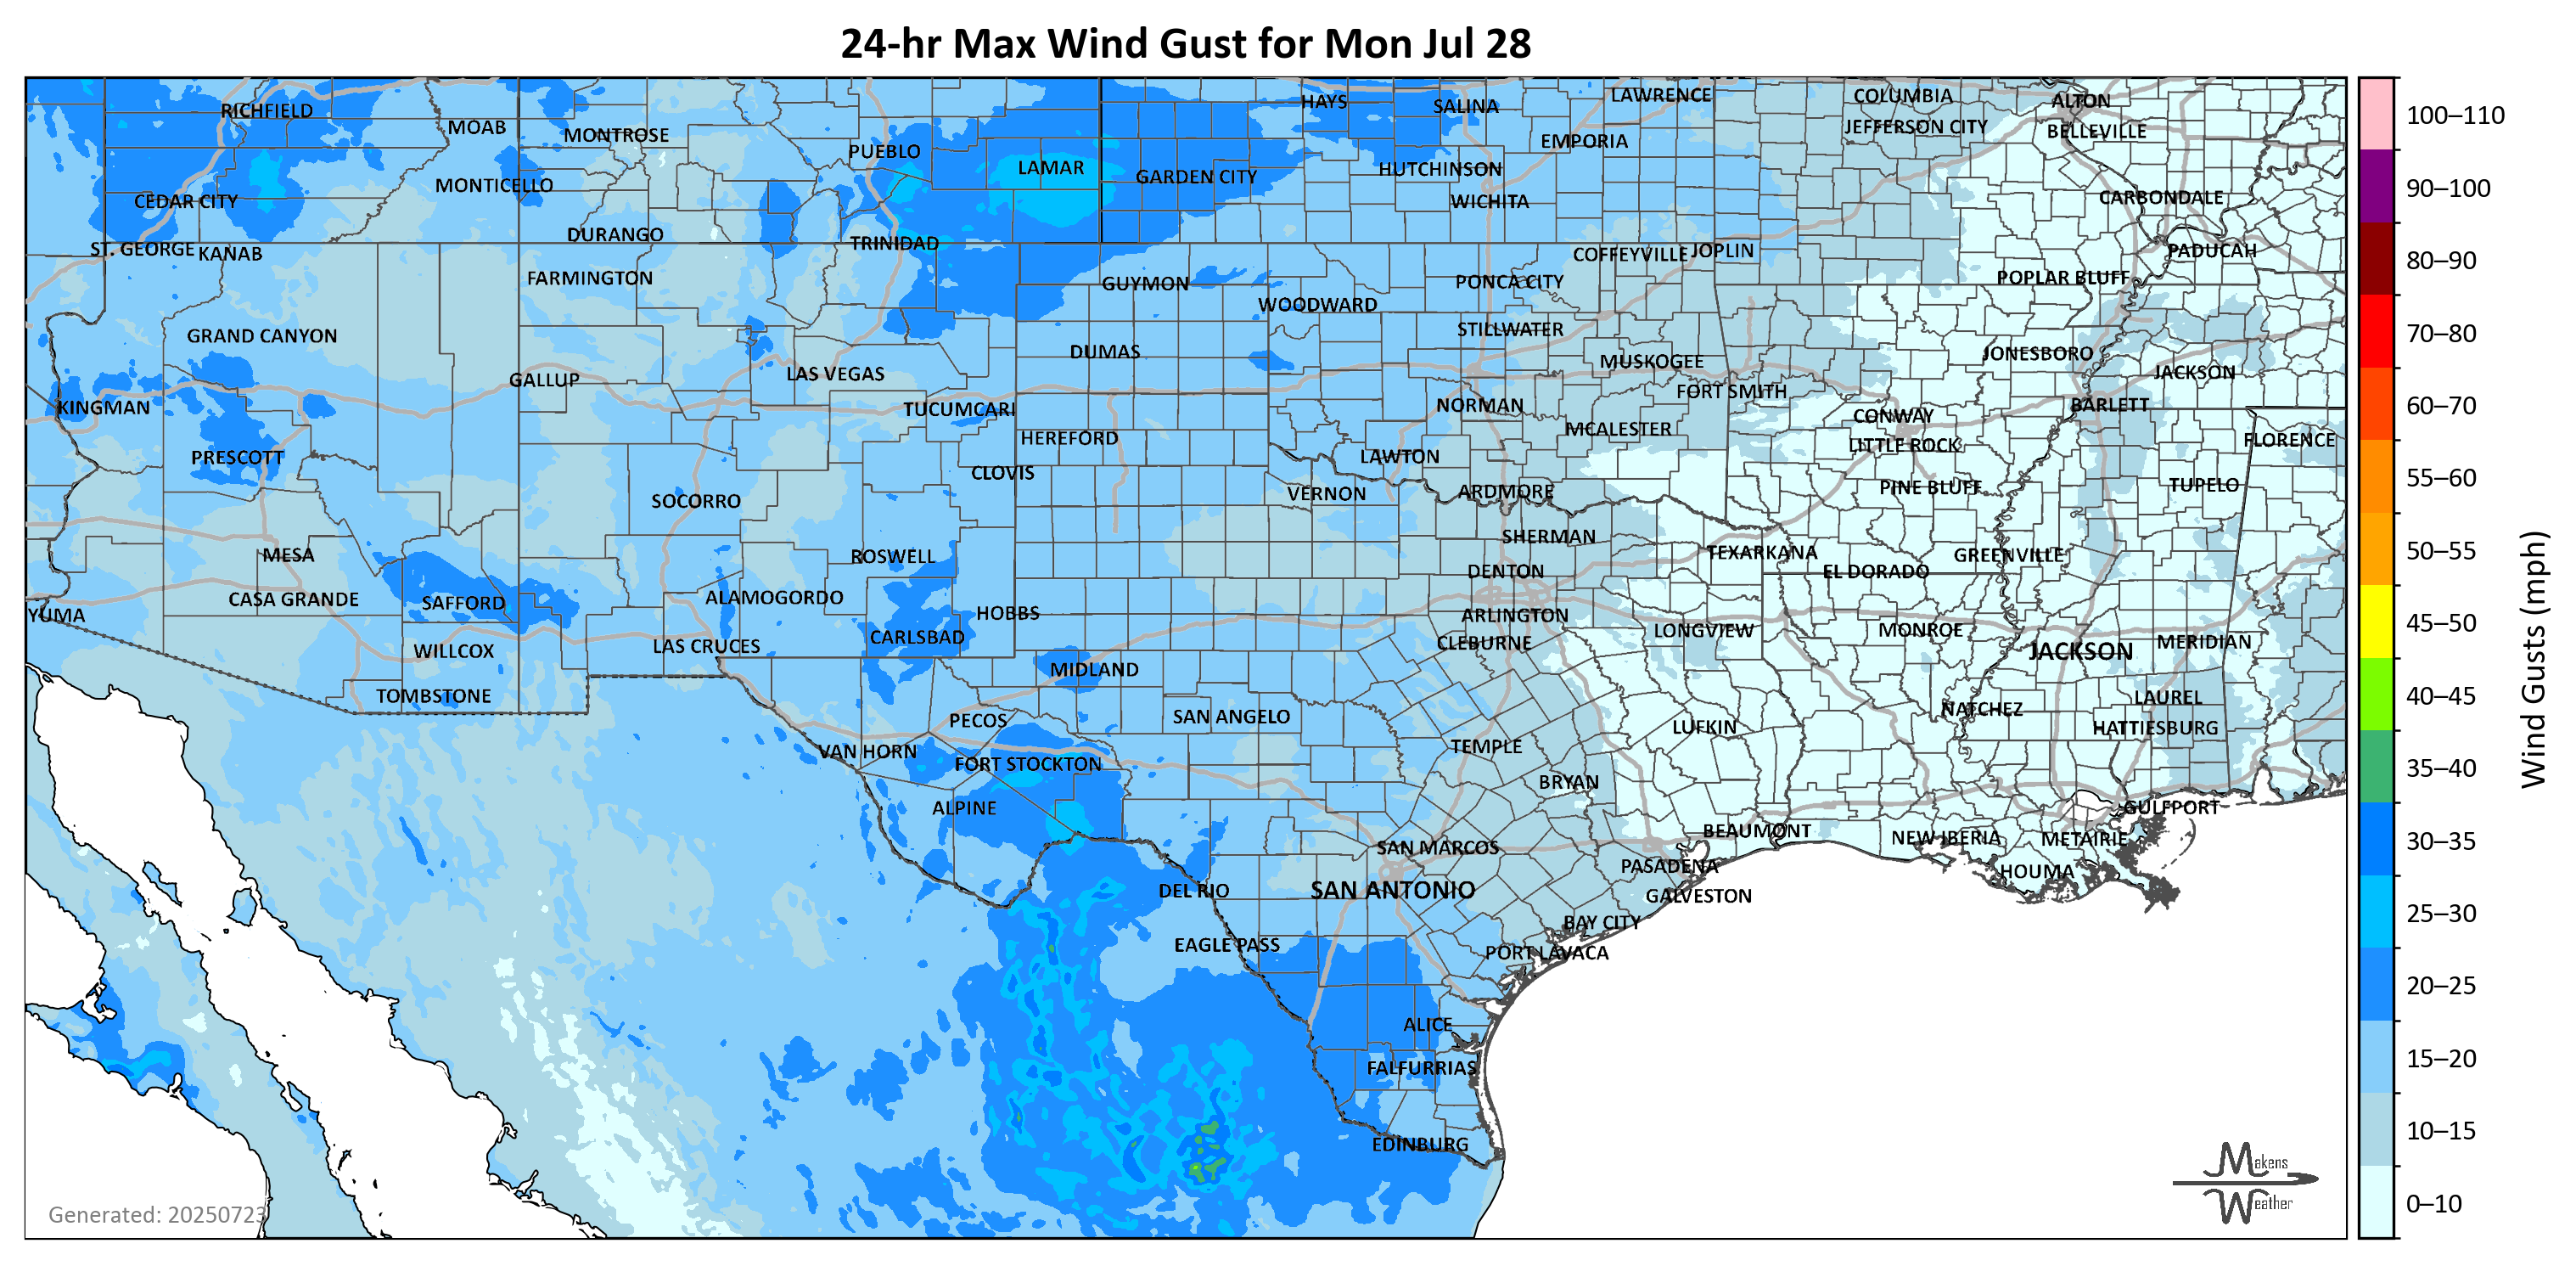 24-hr Max Wind Gust for Mon Jul 28
RICHFIELD
MOAB
MONTROSE
PUEBLO
LAMAR
HAYS
SALINA
LAWRENCE
COLUMBIA
ALTON
EMPORIA
JEFFERSON CITY
BELLEVILLE
CEDAR CITY
MONTICELLO
GARDEN CITY
HUTCHINSON
WICHITA
CARBONDALE
ST. GEORGE
KANAB
DURANGO
TRINIDAD
COFFEYVILLE
JOPLIN
PADUCAH
FARMINGTON
GUYMON
PONCA CITY
POPLAR BLUFF
WOODWARD
GRAND CANYON
STILLWATER
DUMAS
MUSKOGEE
JONESBORO
GALLUP
LAS VEGAS
FORT SMITH
JACKSON
KINGMAN
TUCUMCARI
NORMAN
CONWAY
BARLETT
HEREFORD
MCALESTER
LITTLE ROCK
FLORENCE
PRESCOTT
CLOVIS
LAWTON
SOCORRO
VERNON
ARDMORE
PINE BLUFF
TUPELO
MESA
ROSWELL
SHERMAN
TEXARKANA
GREENVILLE
DENTON
EL DORADO
CASA GRANDE
SAFFORD
ALAMOGORDO
HOBBS
ARLINGTON
YUMA
CARLSBAD
CLEBURNE
LONGVIEW
MONROE
WILLCOX
LAS CRUCES
JACKSON
MERIDIAN
MIDLAND
TOMBSTONE
LAUREL
PECOS
SAN ANGELO
NATCHEZ
LUFKIN
HATTIESBURG
VAN HORN
TEMPLE
FORT STOCKTON
BRYAN
ALPINE
GULFPORT
BEAUMONT
NEW IBERIA
METAIRIE
SAN MARCOS
PASADENA
HOUMA
DEL RIO
SAN ANTONIO
GALVESTON
BAY CITY
EAGLE PASS
PORT LAVACA
ALICE
FALFURRIAS
EDINBURG
Generated: 20250723
Makens
Weather
100–110
90–100
80–90
70–80
60–70
55–60
50–55
45–50
40–45
35–40
30–35
25–30
20–25
15–20
10–15
0–10
Wind Gusts (mph)